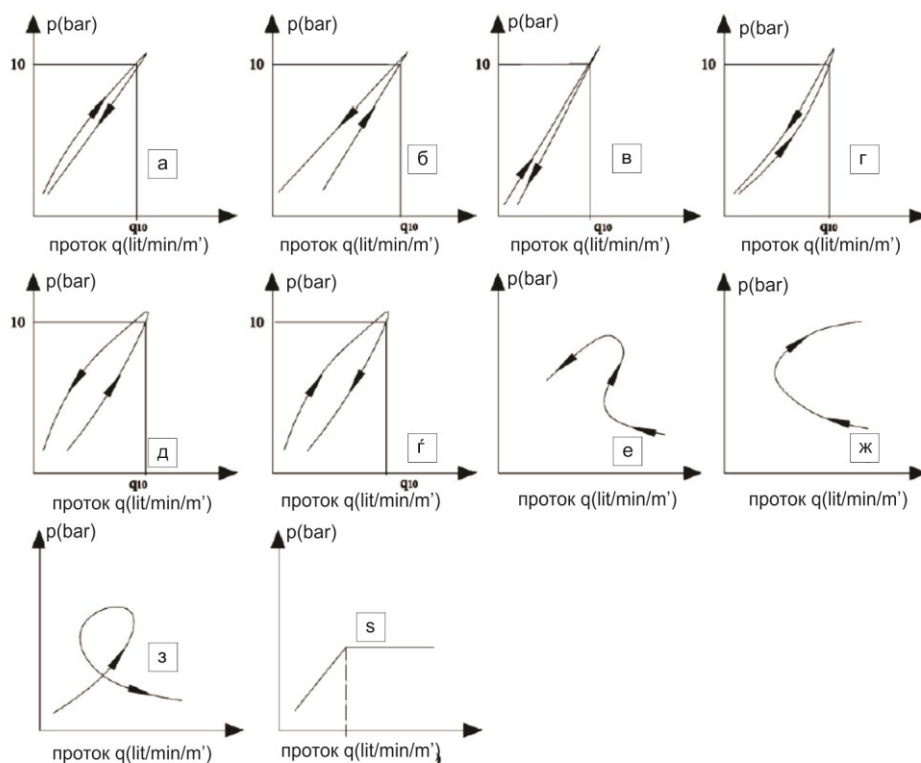 p(bar)
10
а
q10
проток q(lit/min/m’)
p(bar)
10
б
q10
проток q(lit/min/m’)
p(bar)
10
в
q10
проток q(lit/min/m’)
p(bar)
10
г
q10
проток q(lit/min/m’)
p(bar)
10
д
q10
проток q(lit/min/m’)
p(bar)
10
ѓ
q10
проток q(lit/min/m’)
p(bar)
е
проток q(lit/min/m’)
p(bar)
ж
проток q(lit/min/m’)
p(bar)
з
проток q(lit/min/m’)
p(bar)
ѕ
проток q(lit/min/m’)